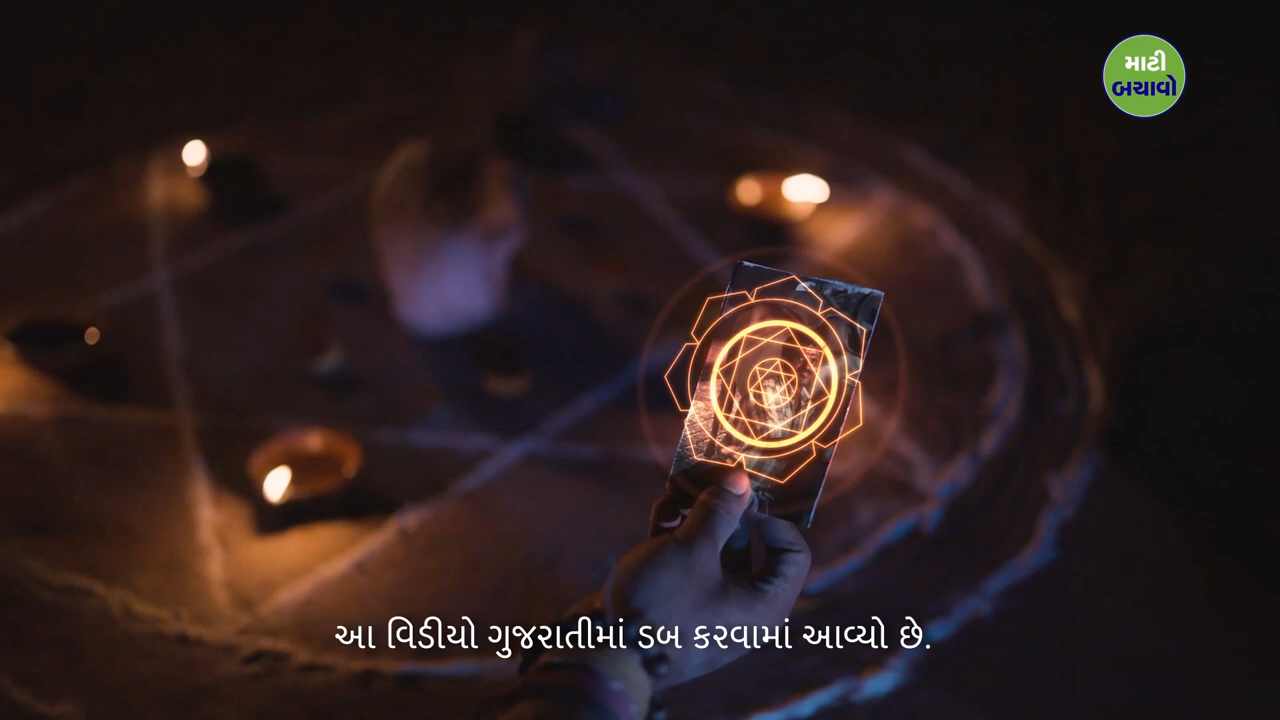 માટી
બચાવો
આ વિડીયો ગુજરાતીમાં ડબ કરવામાં આવ્યો છે.